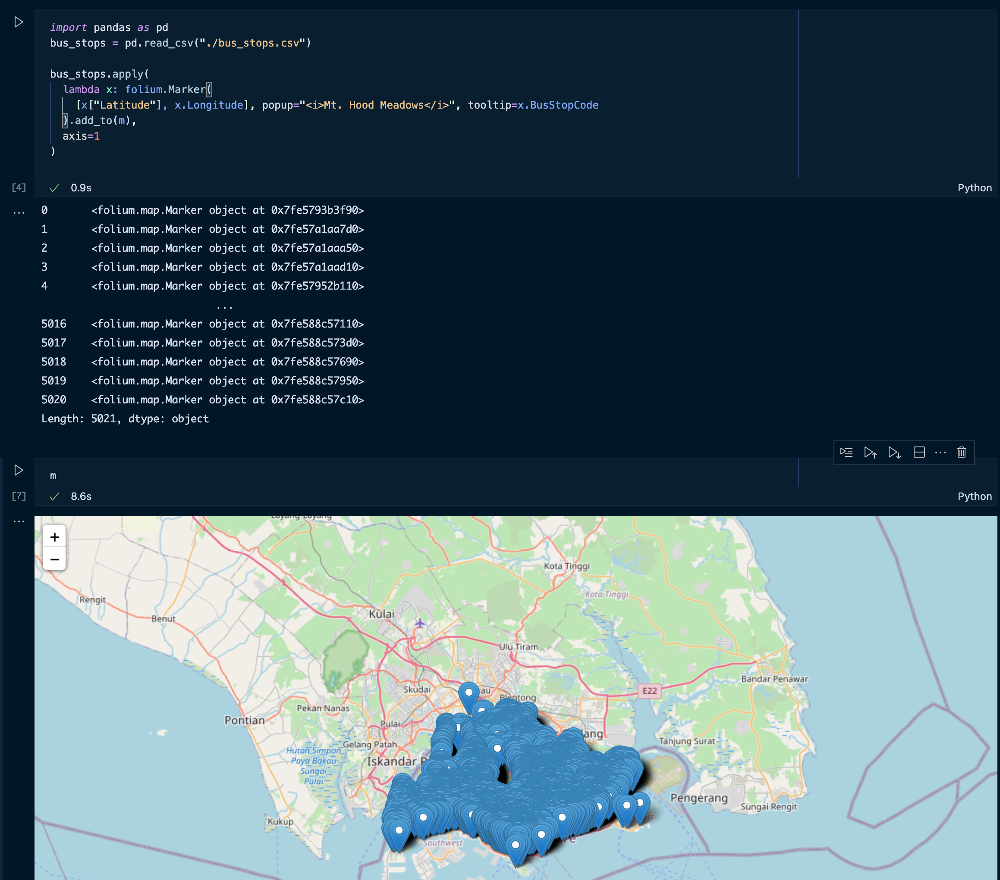 import pandas as pd
bus_stops = pd.read_csv("./bus_stops.csv")
bus_stops.apply(
lambda x: folium.Marker(
[x["Latitude"], x.Longitude], popup="<i>Mt. Hood Meadows</i>", tooltip=x.BusStopCode
).add_to(m),
axis=1
)
[4] 0.9s Python
... 0 <folium.map.Marker object at 0x7fe5793b3f90>
1 <folium.map.Marker object at 0x7fe57a1aa7d0>
2 <folium.map.Marker object at 0x7fe57a1aaa50>
3 <folium.map.Marker object at 0x7fe57a1aad10>
4 <folium.map.Marker object at 0x7fe57952b110>
...
5016 <folium.map.Marker object at 0x7fe588c57110>
5017 <folium.map.Marker object at 0x7fe588c573d0>
5018 <folium.map.Marker object at 0x7fe588c57690>
5019 <folium.map.Marker object at 0x7fe588c57950>
5020 <folium.map.Marker object at 0x7fe588c57c10>
Length: 5021, dtype: object
m
[7] 8.6s Python
...
+
−
Layang Layang
Kota Tinggi
Kota Tinggi
Rengit
Kulai
Benut
Ulu Tiram
Bandar Penawar
Skudai
rau
Plentong
E22
Pekan Nanas
Pontian
Pulai
lang
Gelang Patah
Tanjung Surat
Hutan Simpan
Paya Bakau
Sungai
Pulai
Iskandar P
Pengerang
Sungai Rengit
Kukup
Southwest